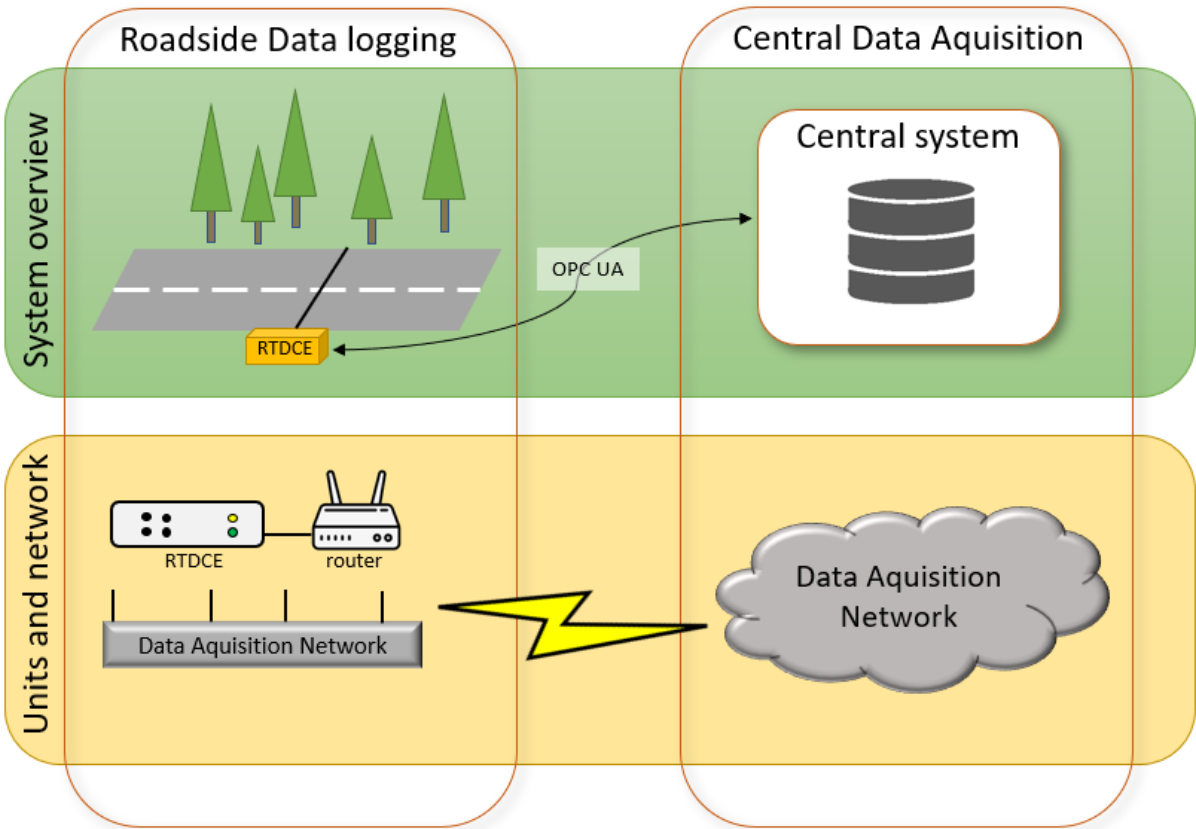 Roadside Data logging
Central Data Aquisition
System overview
Central system
OPC UA
RTDCE
Units and network
RTDCE
router
Data Aquisition Network
Data Aquisition
Network